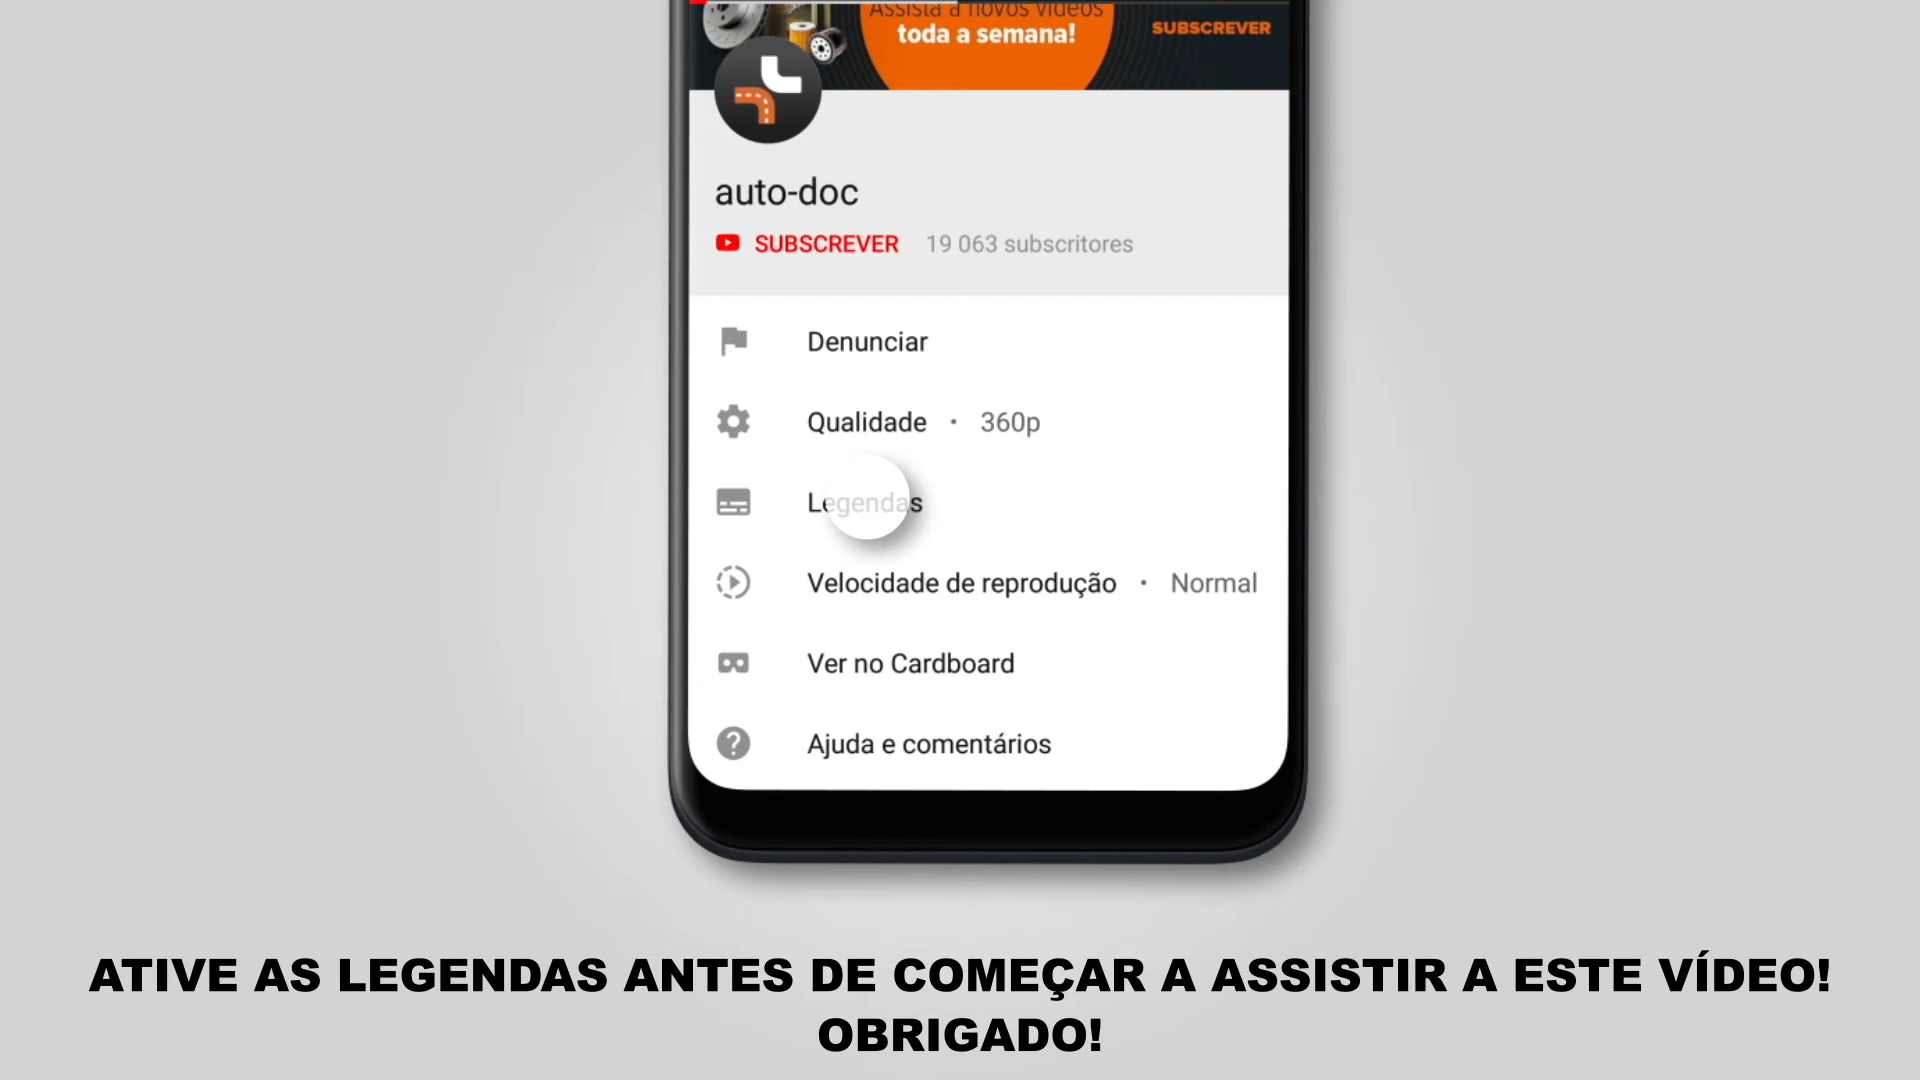 Assista a novos vídeos
toda a semana!
SUBSCREVER
auto-doc
SUBSCREVER 19 063 subscritores
Denunciar
Qualidade • 360p
Legendas
Velocidade de reprodução • Normal
Ver no Cardboard
Ajuda e comentários
ATIVE AS LEGENDAS ANTES DE COMEÇAR A ASSISTIR A ESTE VÍDEO!
OBRIGADO!